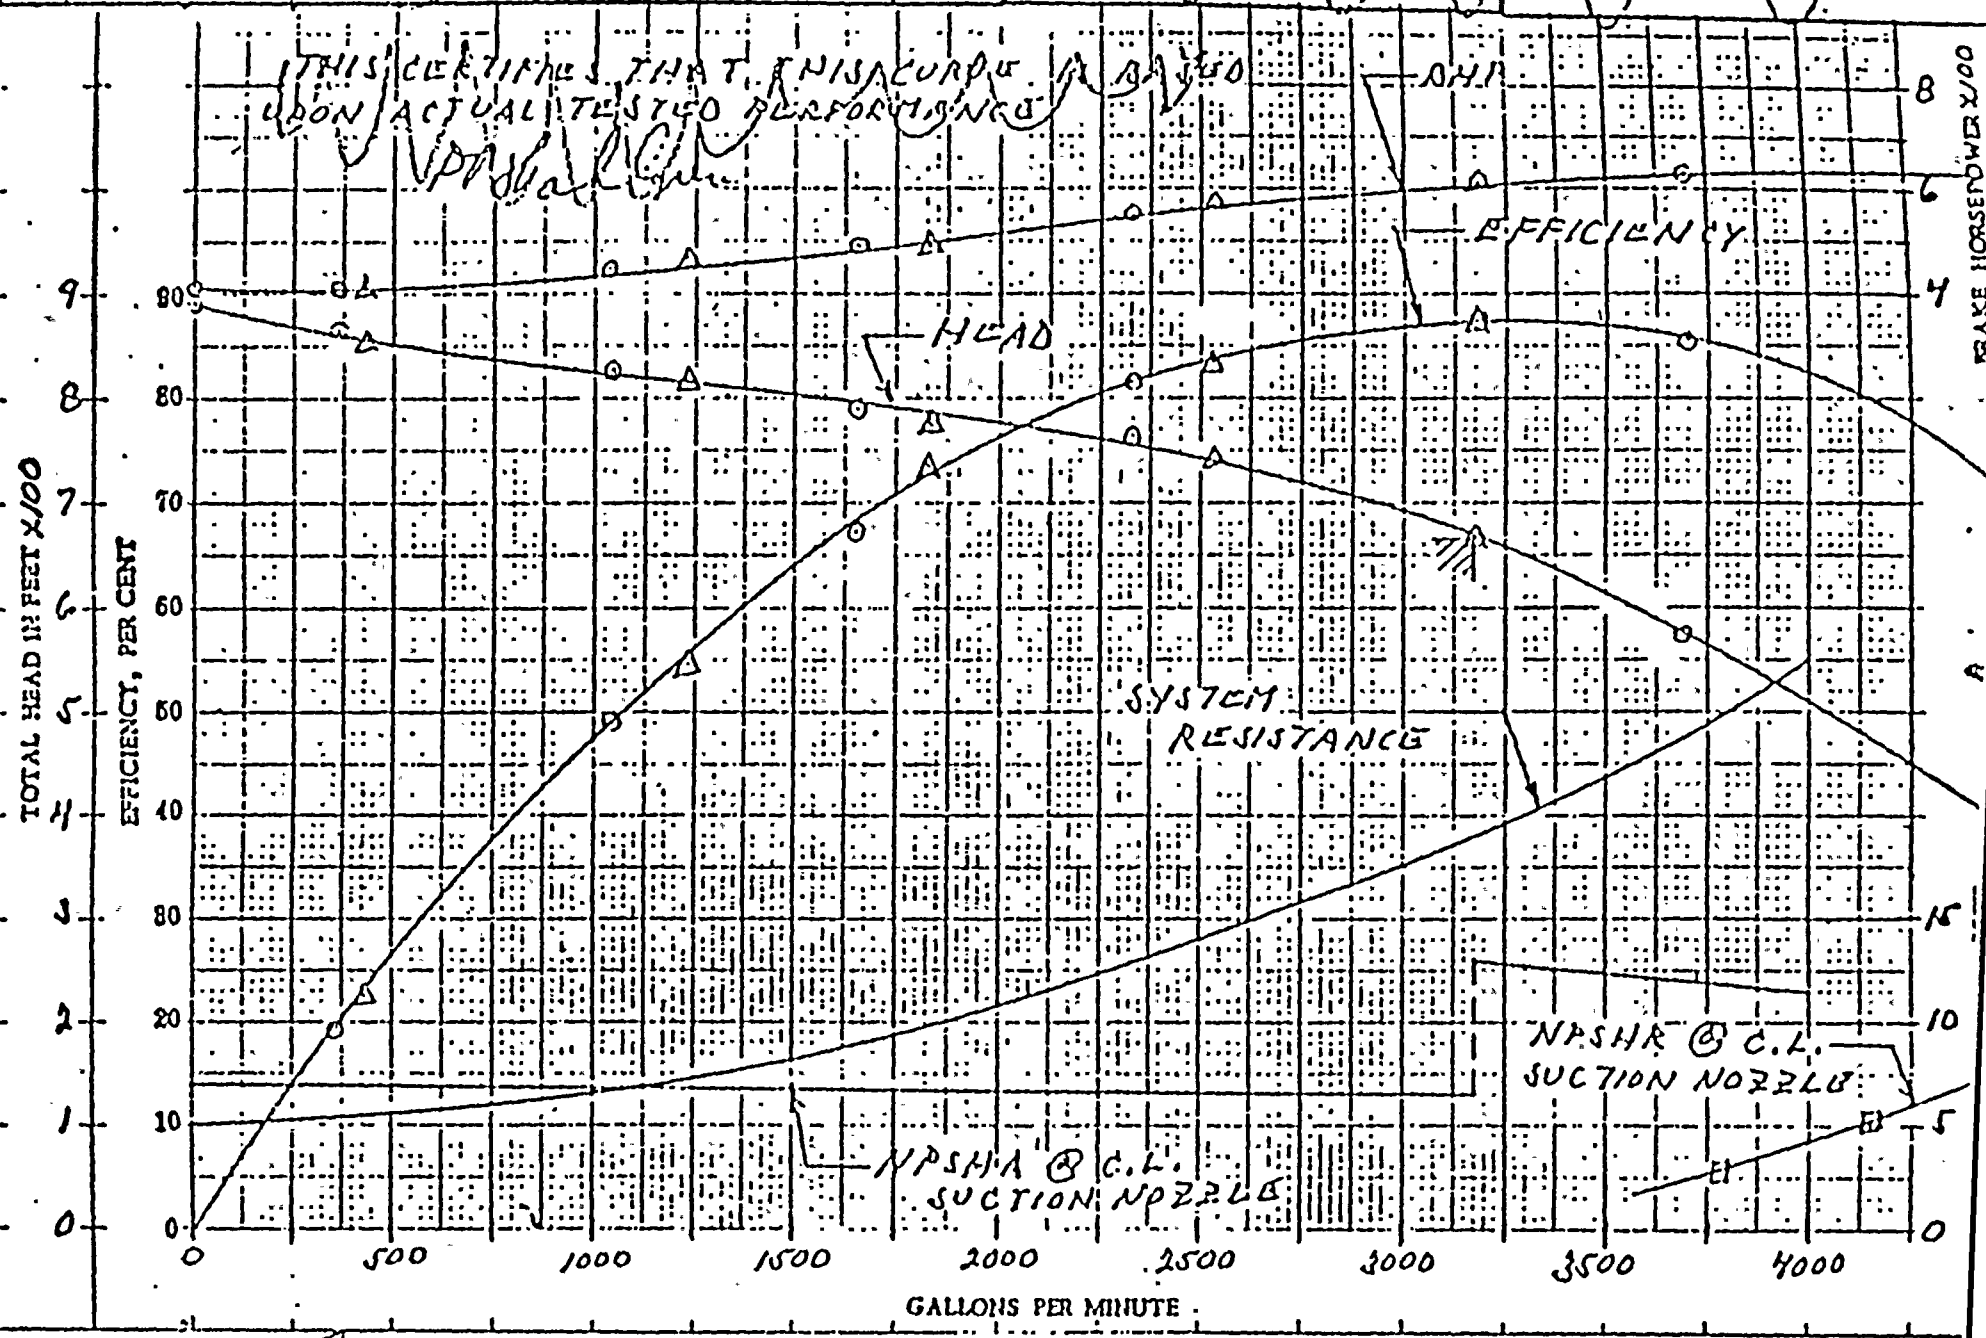 THIS CERTIFIES THAT THIS CURVE IS BASED
UPON ACTUAL TESTED PERFORMANCE
BHP
EFFICIENCY
HEAD
SYSTEM
RESISTANCE
NPSHR @ C.L.
SUCTION NOZZLE
NPSHA @ C.L.
SUCTION NOZZLE
TOTAL HEAD IN FEET X/00
9
8
7
6
5
4
3
2
1
0
EFFICIENCY, PER CENT
90
80
70
60
50
40
30
20
10
0
8
6
4
15
10
5
0
HORSEPOWER X/00
0 500 1000 1500 2000 2500 3000 3500 4000
GALLONS PER MINUTE